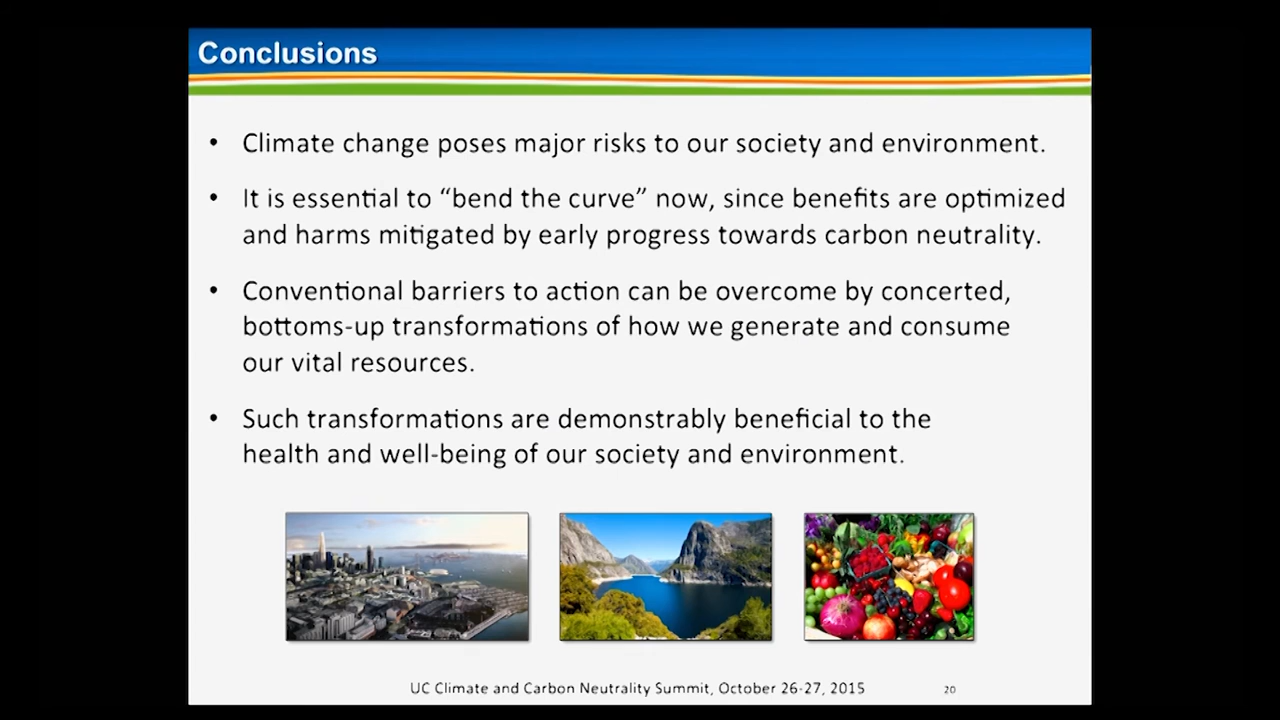 Conclusions
• Climate change poses major risks to our society and environment.
• It is essential to “bend the curve” now, since benefits are optimized
and harms mitigated by early progress towards carbon neutrality.
• Conventional barriers to action can be overcome by concerted,
bottoms-up transformations of how we generate and consume
our vital resources.
• Such transformations are demonstrably beneficial to the
health and well-being of our society and environment.
UC Climate and Carbon Neutrality Summit, October 26-27, 2015
20